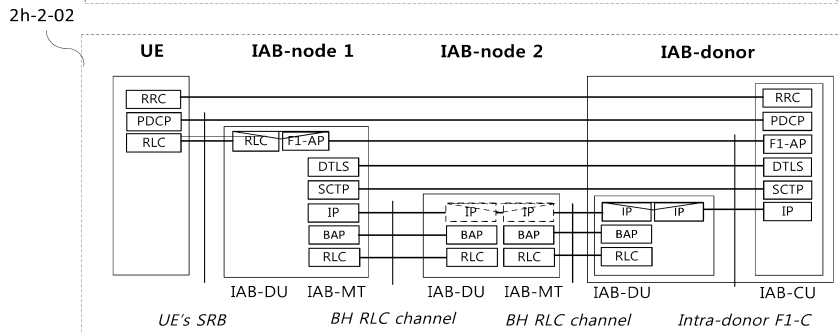 2h-2-02
UE IAB-node 1 IAB-node 2 IAB-donor
RRC RRC
PDCP PDCP
RLC RLC F1-AP F1-AP
DTLS DTLS
SCTP SCTP
IP IP IP IP IP IP
BAP BAP BAP BAP
RLC RLC RLC RLC
IAB-DU IAB-MT IAB-DU IAB-MT IAB-DU IAB-CU
UE's SRB BH RLC channel BH RLC channel Intra-donor F1-C